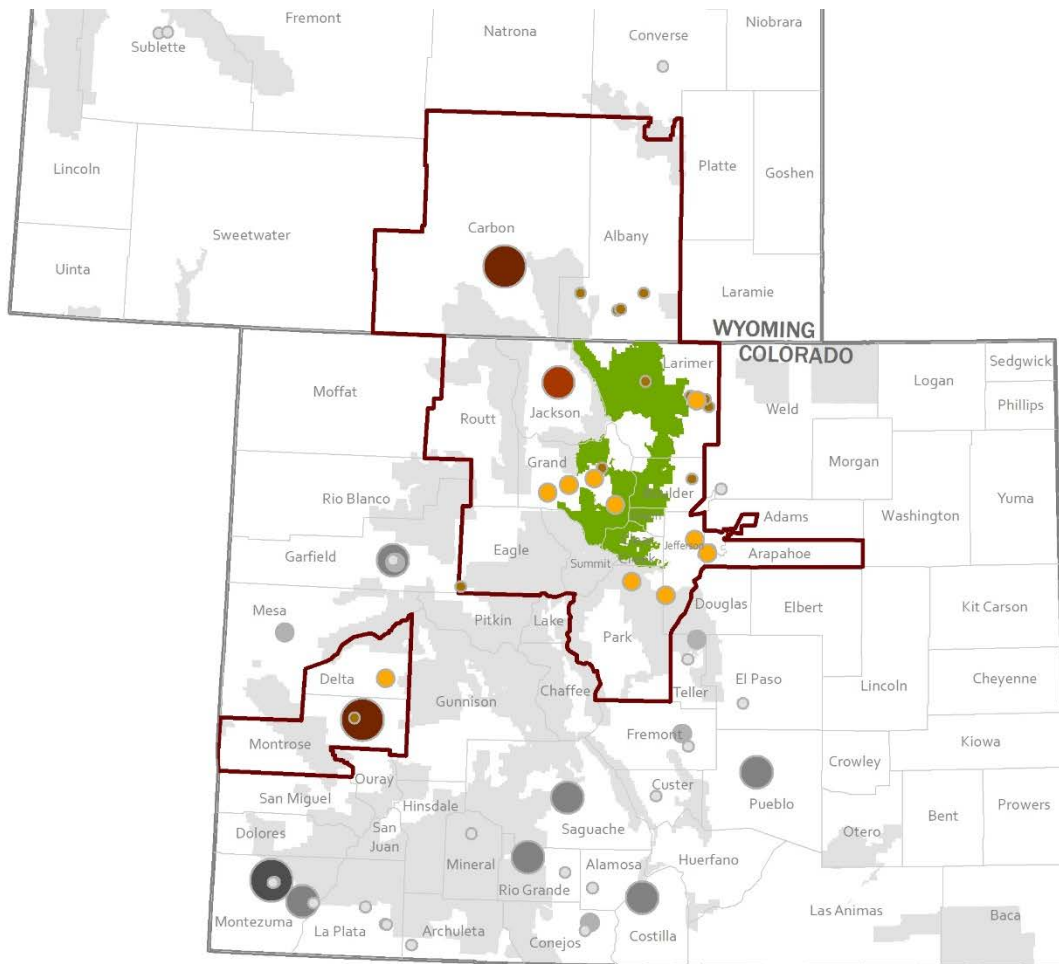 Fremont
Niobrara
Natrona
Converse
Sublette
Lincoln
Platte
Goshen
Sweetwater
Carbon
Albany
Uinta
Laramie
WYOMING
COLORADO
Larimer
Sedgwick
Logan
Moffat
Phillips
Weld
Jackson
Routt
Morgan
Grand
Rio Blanco
Yuma
Washington
Adams
Garfield
Eagle
Jefferson
Arapahoe
Summit
Mesa
Pitkin
Lake
Douglas
Elbert
Kit Carson
Park
Delta
El Paso
Cheyenne
Lincoln
Chaffee
Teller
Gunnison
Montrose
Fremont
Kiowa
Crowley
Ouray
Custer
San Miguel
Hinsdale
Pueblo
Prowers
Bent
San
Juan
Saguache
Otero
Dolores
Mineral
Alamosa
Huerfano
Rio Grande
Las Animas
Baca
Montezuma
La Plata
Archuleta
Conejos
Costilla